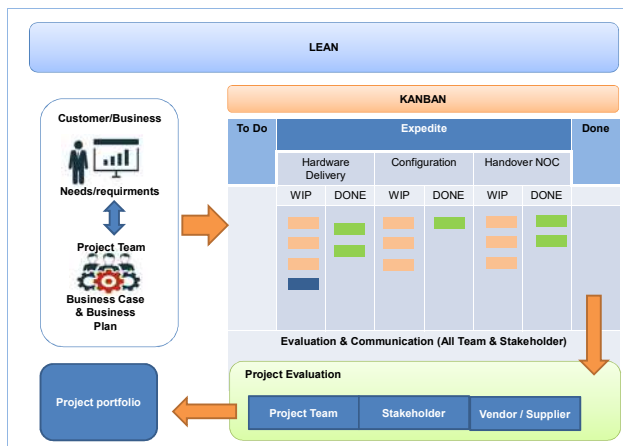 LEAN
KANBAN
Customer/Business
Needs/requirments
Project Team
Business Case
& Business
Plan
To Do
Expedite
Done
Hardware
Delivery
Configuration
Handover NOC
WIP
DONE
WIP
DONE
WIP
DONE
Evaluation & Communication (All Team & Stakeholder)
Project Evaluation
Project Team
Stakeholder
Vendor / Supplier
Project portfolio